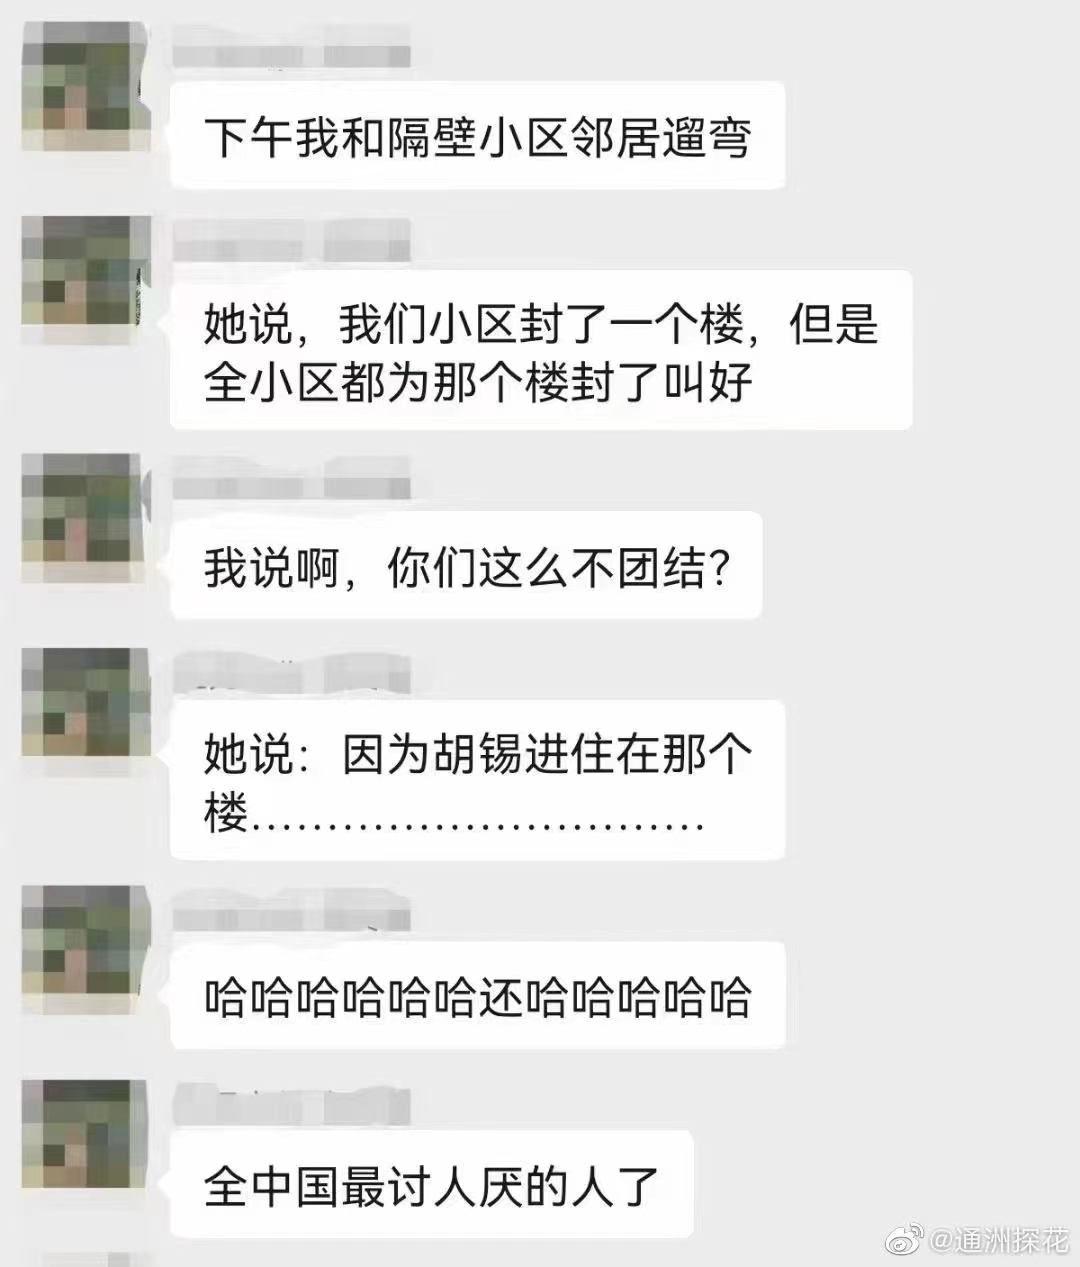 下午我和隔壁小区邻居遛弯
她说，我们小区封了一个楼，但是
全小区都为那个楼封了叫好
我说啊，你们这么不团结？
她说：因为胡锡进住在那个
楼..............................
哈哈哈哈哈哈还哈哈哈哈哈
全中国最讨人厌的人了
@通洲探花